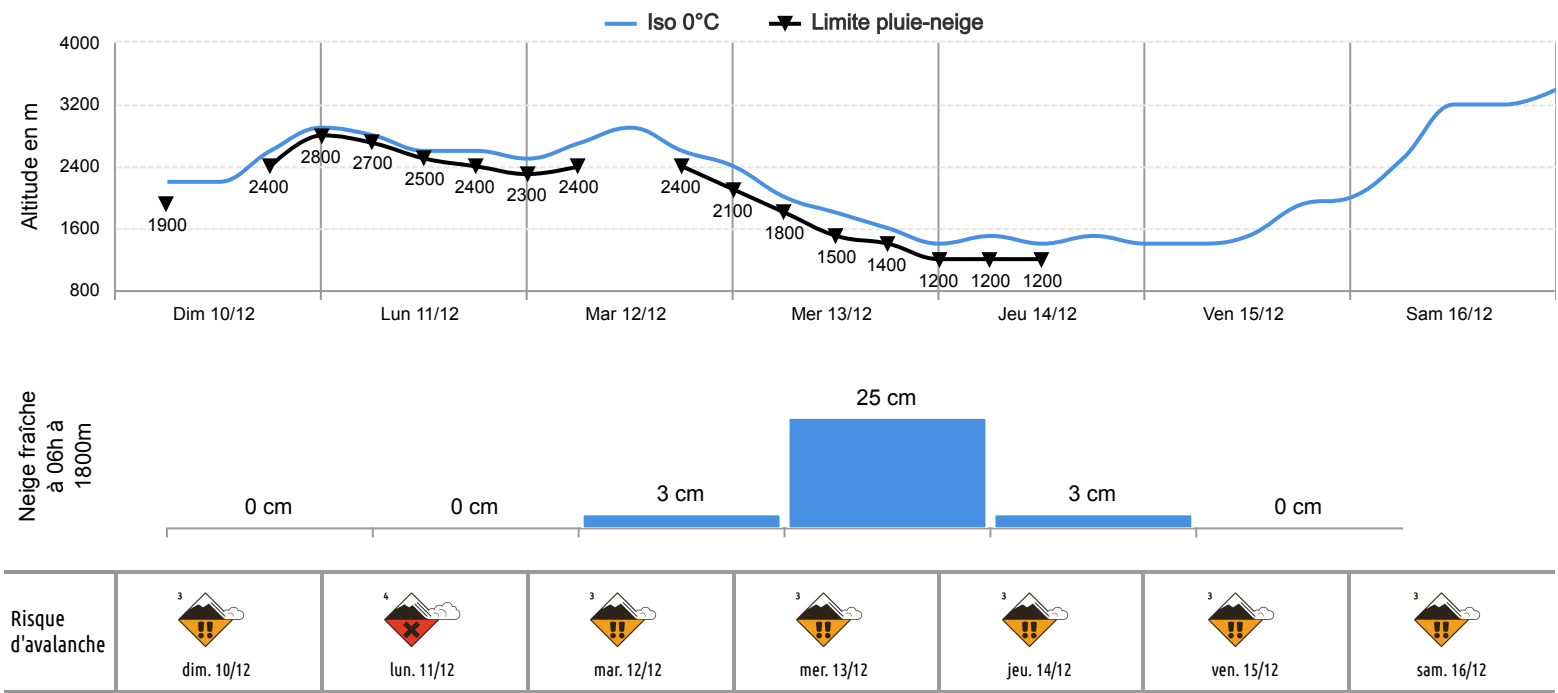 Iso 0°C Limite pluie-neige
Altitude en m
4000
3200
2400
1600
800
1900
2400
2800
2700
2500
2400
2300
2400
2400
2100
1800
1500
1400
1200
1200
1200
Dim 10/12 Lun 11/12 Mar 12/12 Mer 13/12 Jeu 14/12 Ven 15/12 Sam 16/12
Neige fraîche
à 06h à
1800m
0 cm 0 cm 3 cm 25 cm 3 cm 0 cm
Risque
d'avalanche
3 4 3 3 3 3 3
dim. 10/12 lun. 11/12 mar. 12/12 mer. 13/12 jeu. 14/12 ven. 15/12 sam. 16/12